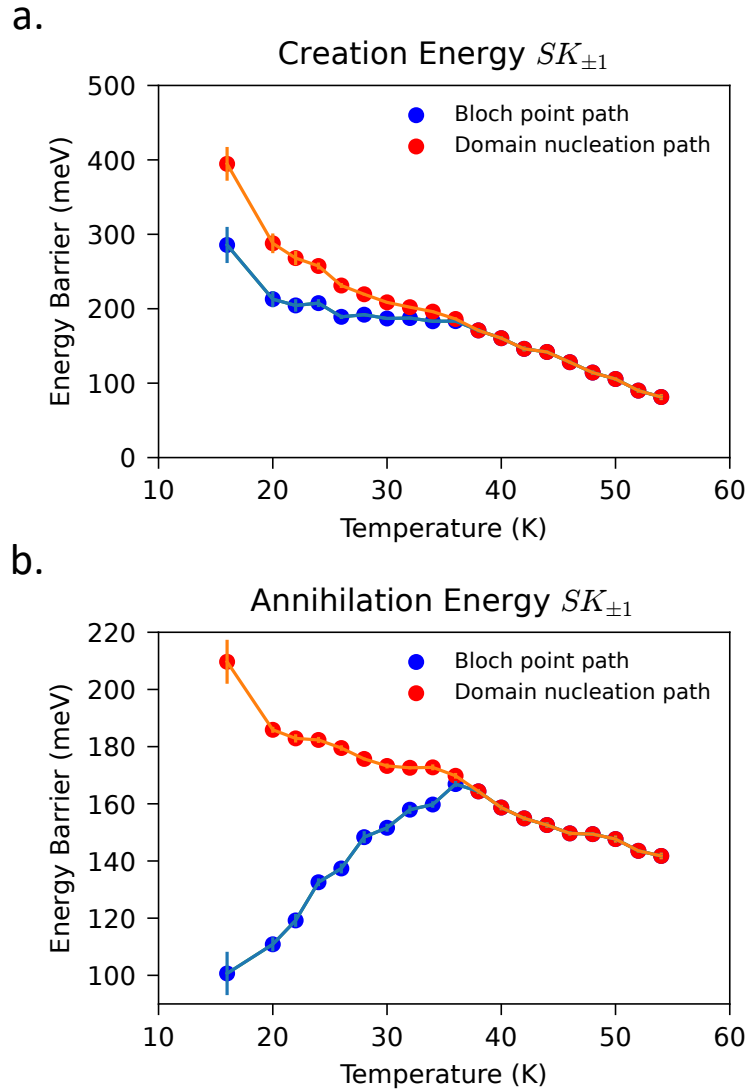 a.
Creation Energy SK±1
Bloch point path
Domain nucleation path
500
400
300
200
100
0
Energy Barrier (meV)
10 20 30 40 50 60
Temperature (K)
b.
Annihilation Energy SK±1
Bloch point path
Domain nucleation path
220
200
180
160
140
120
100
Energy Barrier (meV)
10 20 30 40 50 60
Temperature (K)